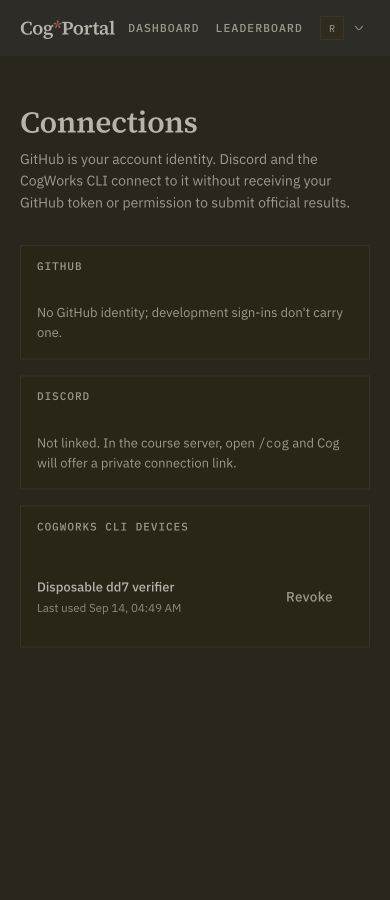 Cog*Portal DASHBOARD LEADERBOARD R
Connections
GitHub is your account identity. Discord and the
CogWorks CLI connect to it without receiving your
GitHub token or permission to submit official results.
GITHUB
No GitHub identity; development sign-ins don't carry
one.
DISCORD
Not linked. In the course server, open /cog and Cog
will offer a private connection link.
COGWORKS CLI DEVICES
Disposable dd7 verifier
Last used Sep 14, 04:49 AM
Revoke